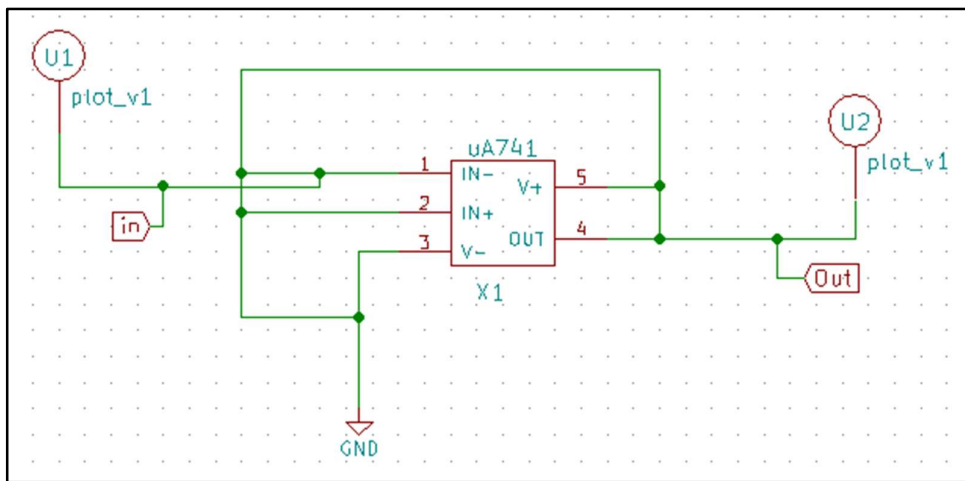 U1
plot_v1
U2
plot_v1
uA741
1
IN-
V+
5
in
2
IN+
3
V-
OUT
4
Out
X1
GND